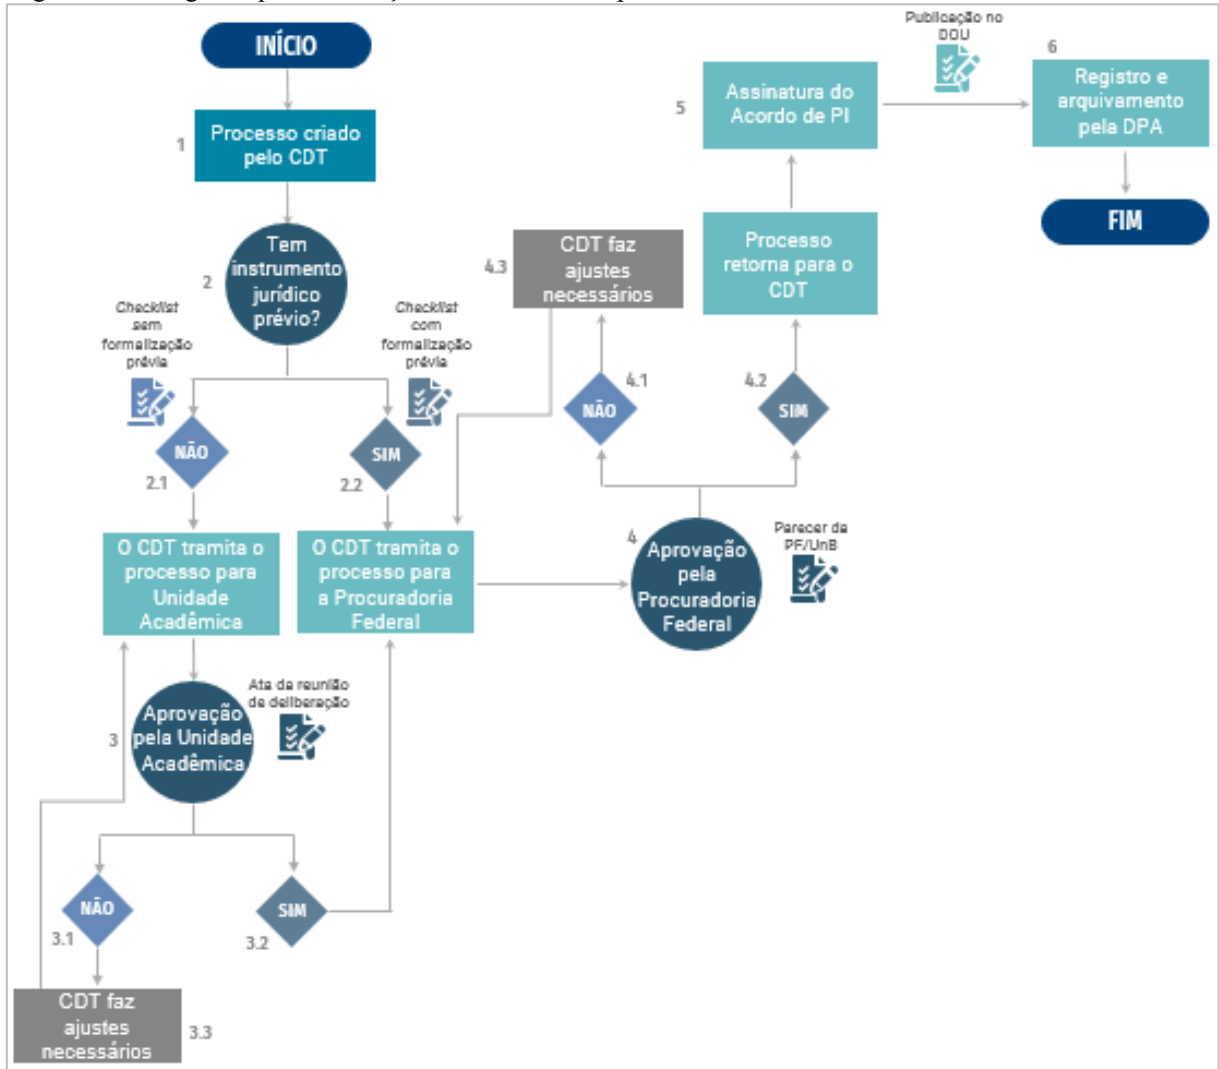 INÍCIO
1
Processo criado
pelo CDT
2
Tem
instrumento
jurídico
prévio?
Checklist
sem
formalização
prévia
Checklist
com
formalização
prévia
NÃO
2.1
SIM
2.2
O CDT tramita o
processo para
Unidade
Acadêmica
O CDT tramita o
processo para
a Procuradoria
Federal
3
Aprovação
pela Unidade
Acadêmica
Ata da reunião
de deliberação
NÃO
3.1
SIM
3.2
CDT faz
ajustes
necessários
3.3
4
Aprovação
pela
Procuradoria
Federal
Parecer da
PF/UnB
NÃO
4.1
SIM
4.2
4.3
CDT faz
ajustes
necessários
Processo
retorna para o
CDT
5
Assinatura do
Acordo de PI
Publicação no
DOU
6
Registro e
arquivamento
pela DPA
FIM